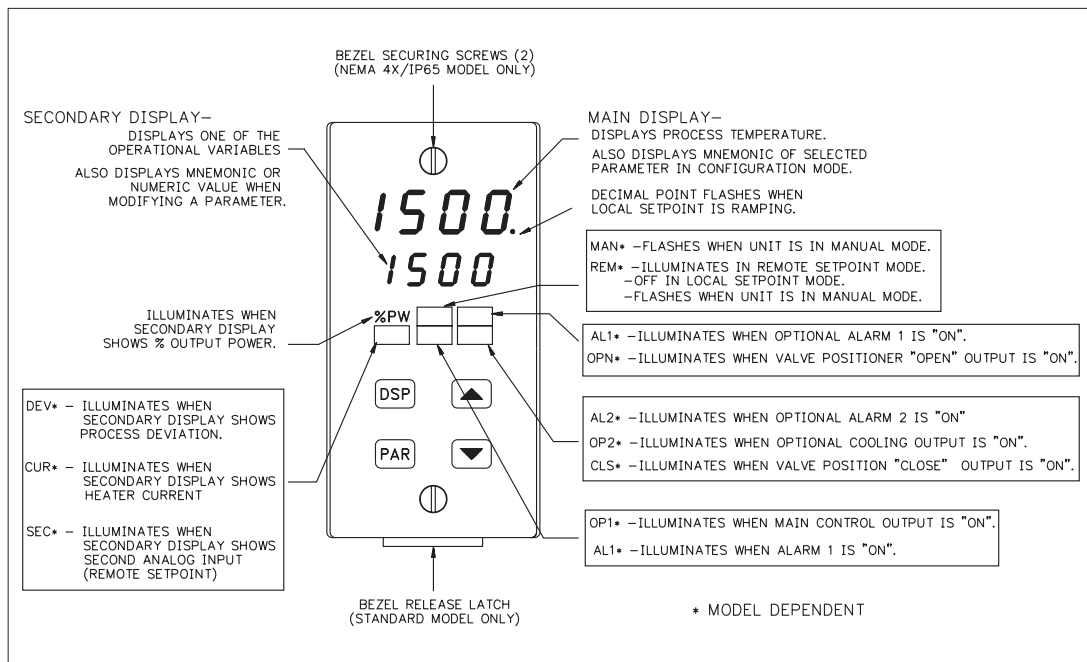 BEZEL SECURING SCREWS (2)
(NEMA 4X/IP65 MODEL ONLY)
SECONDARY DISPLAY–
DISPLAYS ONE OF THE
OPERATIONAL VARIABLES
ALSO DISPLAYS MNEMONIC OR
NUMERIC VALUE WHEN
MODIFYING A PARAMETER.
MAIN DISPLAY–
DISPLAYS PROCESS TEMPERATURE.
ALSO DISPLAYS MNEMONIC OF SELECTED
PARAMETER IN CONFIGURATION MODE.
DECIMAL POINT FLASHES WHEN
LOCAL SETPOINT IS RAMPING.
1500.
1500
MAN* –FLASHES WHEN UNIT IS IN MANUAL MODE.
REM* –ILLUMINATES IN REMOTE SETPOINT MODE.
–OFF IN LOCAL SETPOINT MODE.
–FLASHES WHEN UNIT IS IN MANUAL MODE.
ILLUMINATES WHEN
SECONDARY DISPLAY
SHOWS % OUTPUT POWER.
%PW
AL1* –ILLUMINATES WHEN OPTIONAL ALARM 1 IS "ON".
OPN* –ILLUMINATES WHEN VALVE POSITIONER "OPEN" OUTPUT IS "ON".
DSP
PAR
DEV* – ILLUMINATES WHEN
SECONDARY DISPLAY SHOWS
PROCESS DEVIATION.
CUR* – ILLUMINATES WHEN
SECONDARY DISPLAY SHOWS
HEATER CURRENT
SEC* – ILLUMINATES WHEN
SECONDARY DISPLAY SHOWS
SECOND ANALOG INPUT
(REMOTE SETPOINT)
AL2* –ILLUMINATES WHEN OPTIONAL ALARM 2 IS "ON"
OP2* –ILLUMINATES WHEN OPTIONAL COOLING OUTPUT IS "ON".
CLS* –ILLUMINATES WHEN VALVE POSITION "CLOSE" OUTPUT IS "ON".
OP1* –ILLUMINATES WHEN MAIN CONTROL OUTPUT IS "ON".
AL1* –ILLUMINATES WHEN ALARM 1 IS "ON".
BEZEL RELEASE LATCH
(STANDARD MODEL ONLY)
* MODEL DEPENDENT